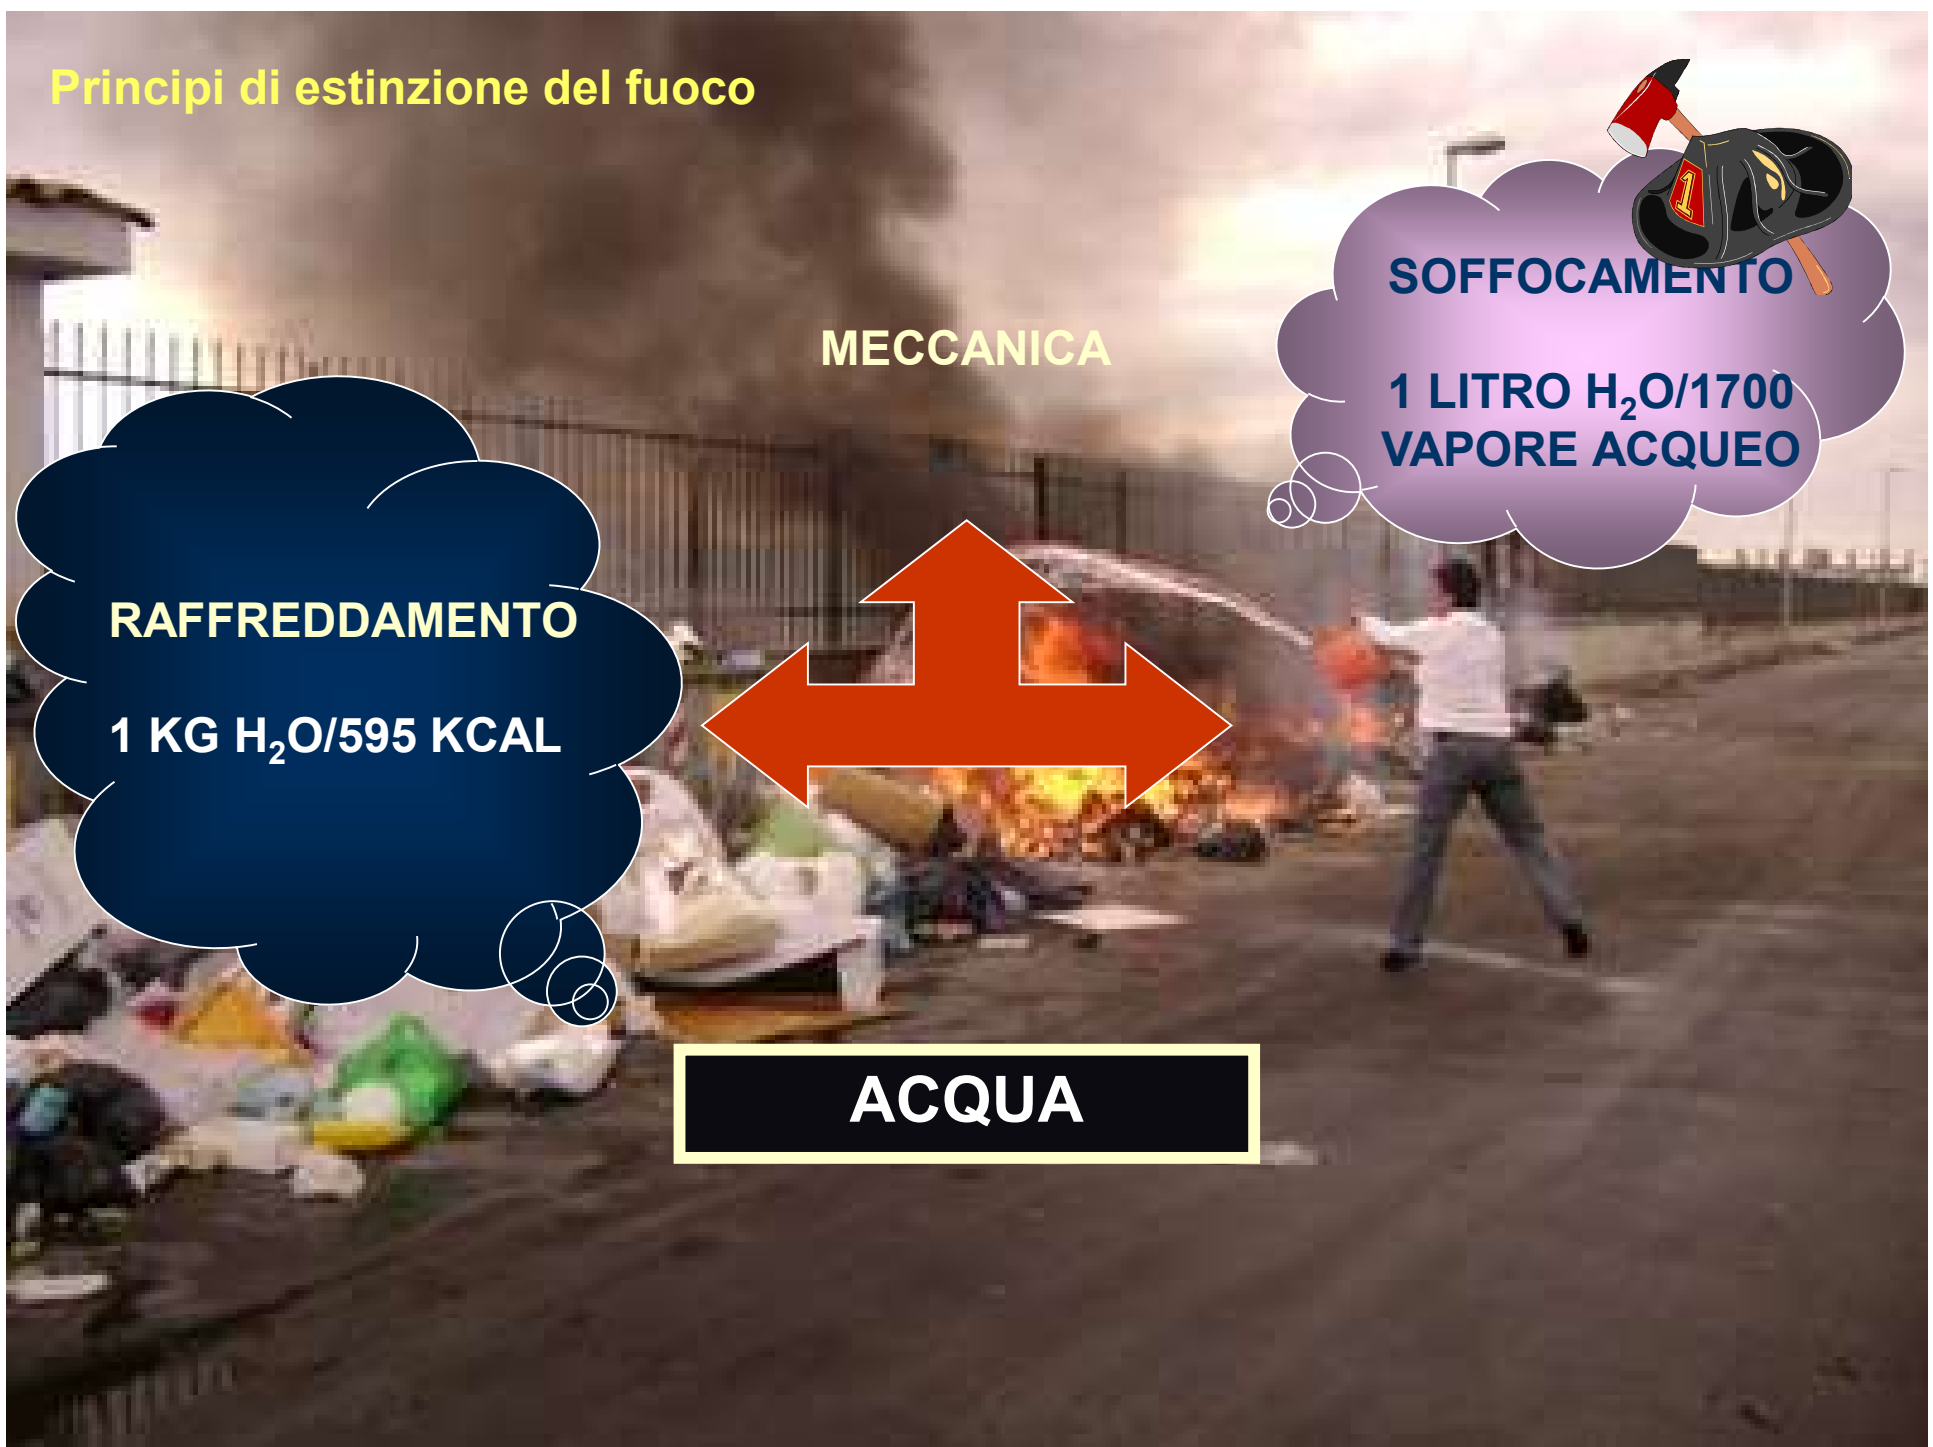 Principi di estinzione del fuoco
SOFFOCAMENTO
1 LITRO H₂O/1700
VAPORE ACQUEO
MECCANICA
RAFFREDDAMENTO
1 KG H₂O/595 KCAL
ACQUA
1